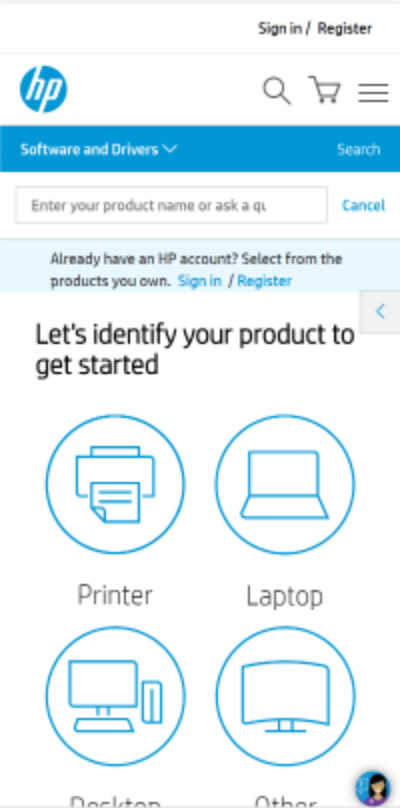 Sign in / Register
hp
Software and Drivers Search
Enter your product name or ask a qu Cancel
Already have an HP account? Select from the
products you own. Sign in / Register
Let's identify your product to
get started
Printer Laptop
Desktop Other